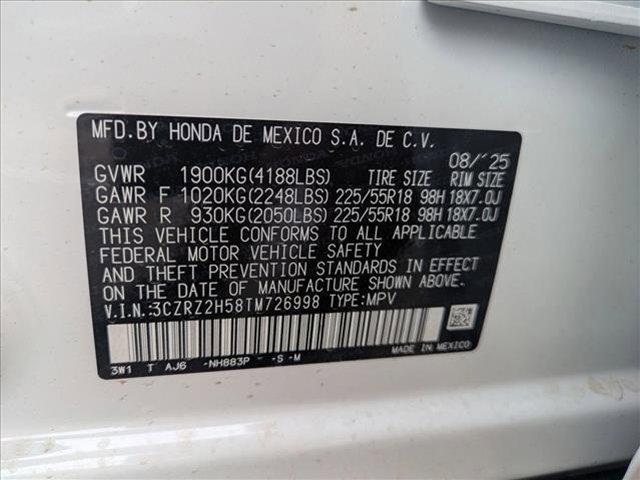 MFD.BY HONDA DE MEXICO S.A. DE C.V.
08/'25
GVWR 1900KG(4188LBS) TIRE SIZE RIM SIZE
GAWR F 1020KG(2248LBS) 225/55R18 98H 18X7.0J
GAWR R 930KG(2050LBS) 225/55R18 98H 18X7.0J
THIS VEHICLE CONFORMS TO ALL APPLICABLE
FEDERAL MOTOR VEHICLE SAFETY
AND THEFT PREVENTION STANDARDS IN EFFECT
ON THE DATE OF MANUFACTURE SHOWN ABOVE.
V.I.N.:3CZRZ2H58TM726998 TYPE:MPV
3W1 T AJ6 -NH883P- -S-M MADE IN MEXICO